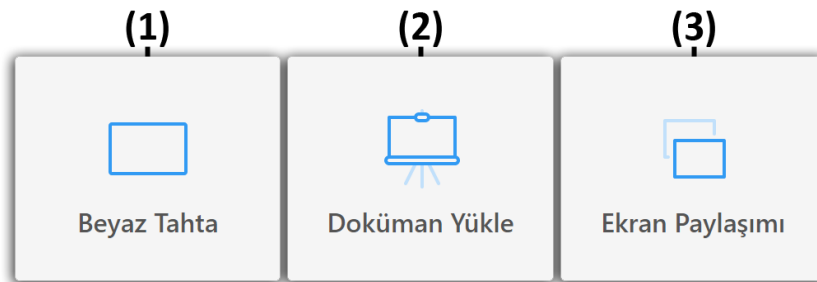 (1) (2) (3)
Beyaz Tahta Doküman Yükle Ekran Paylaşımı